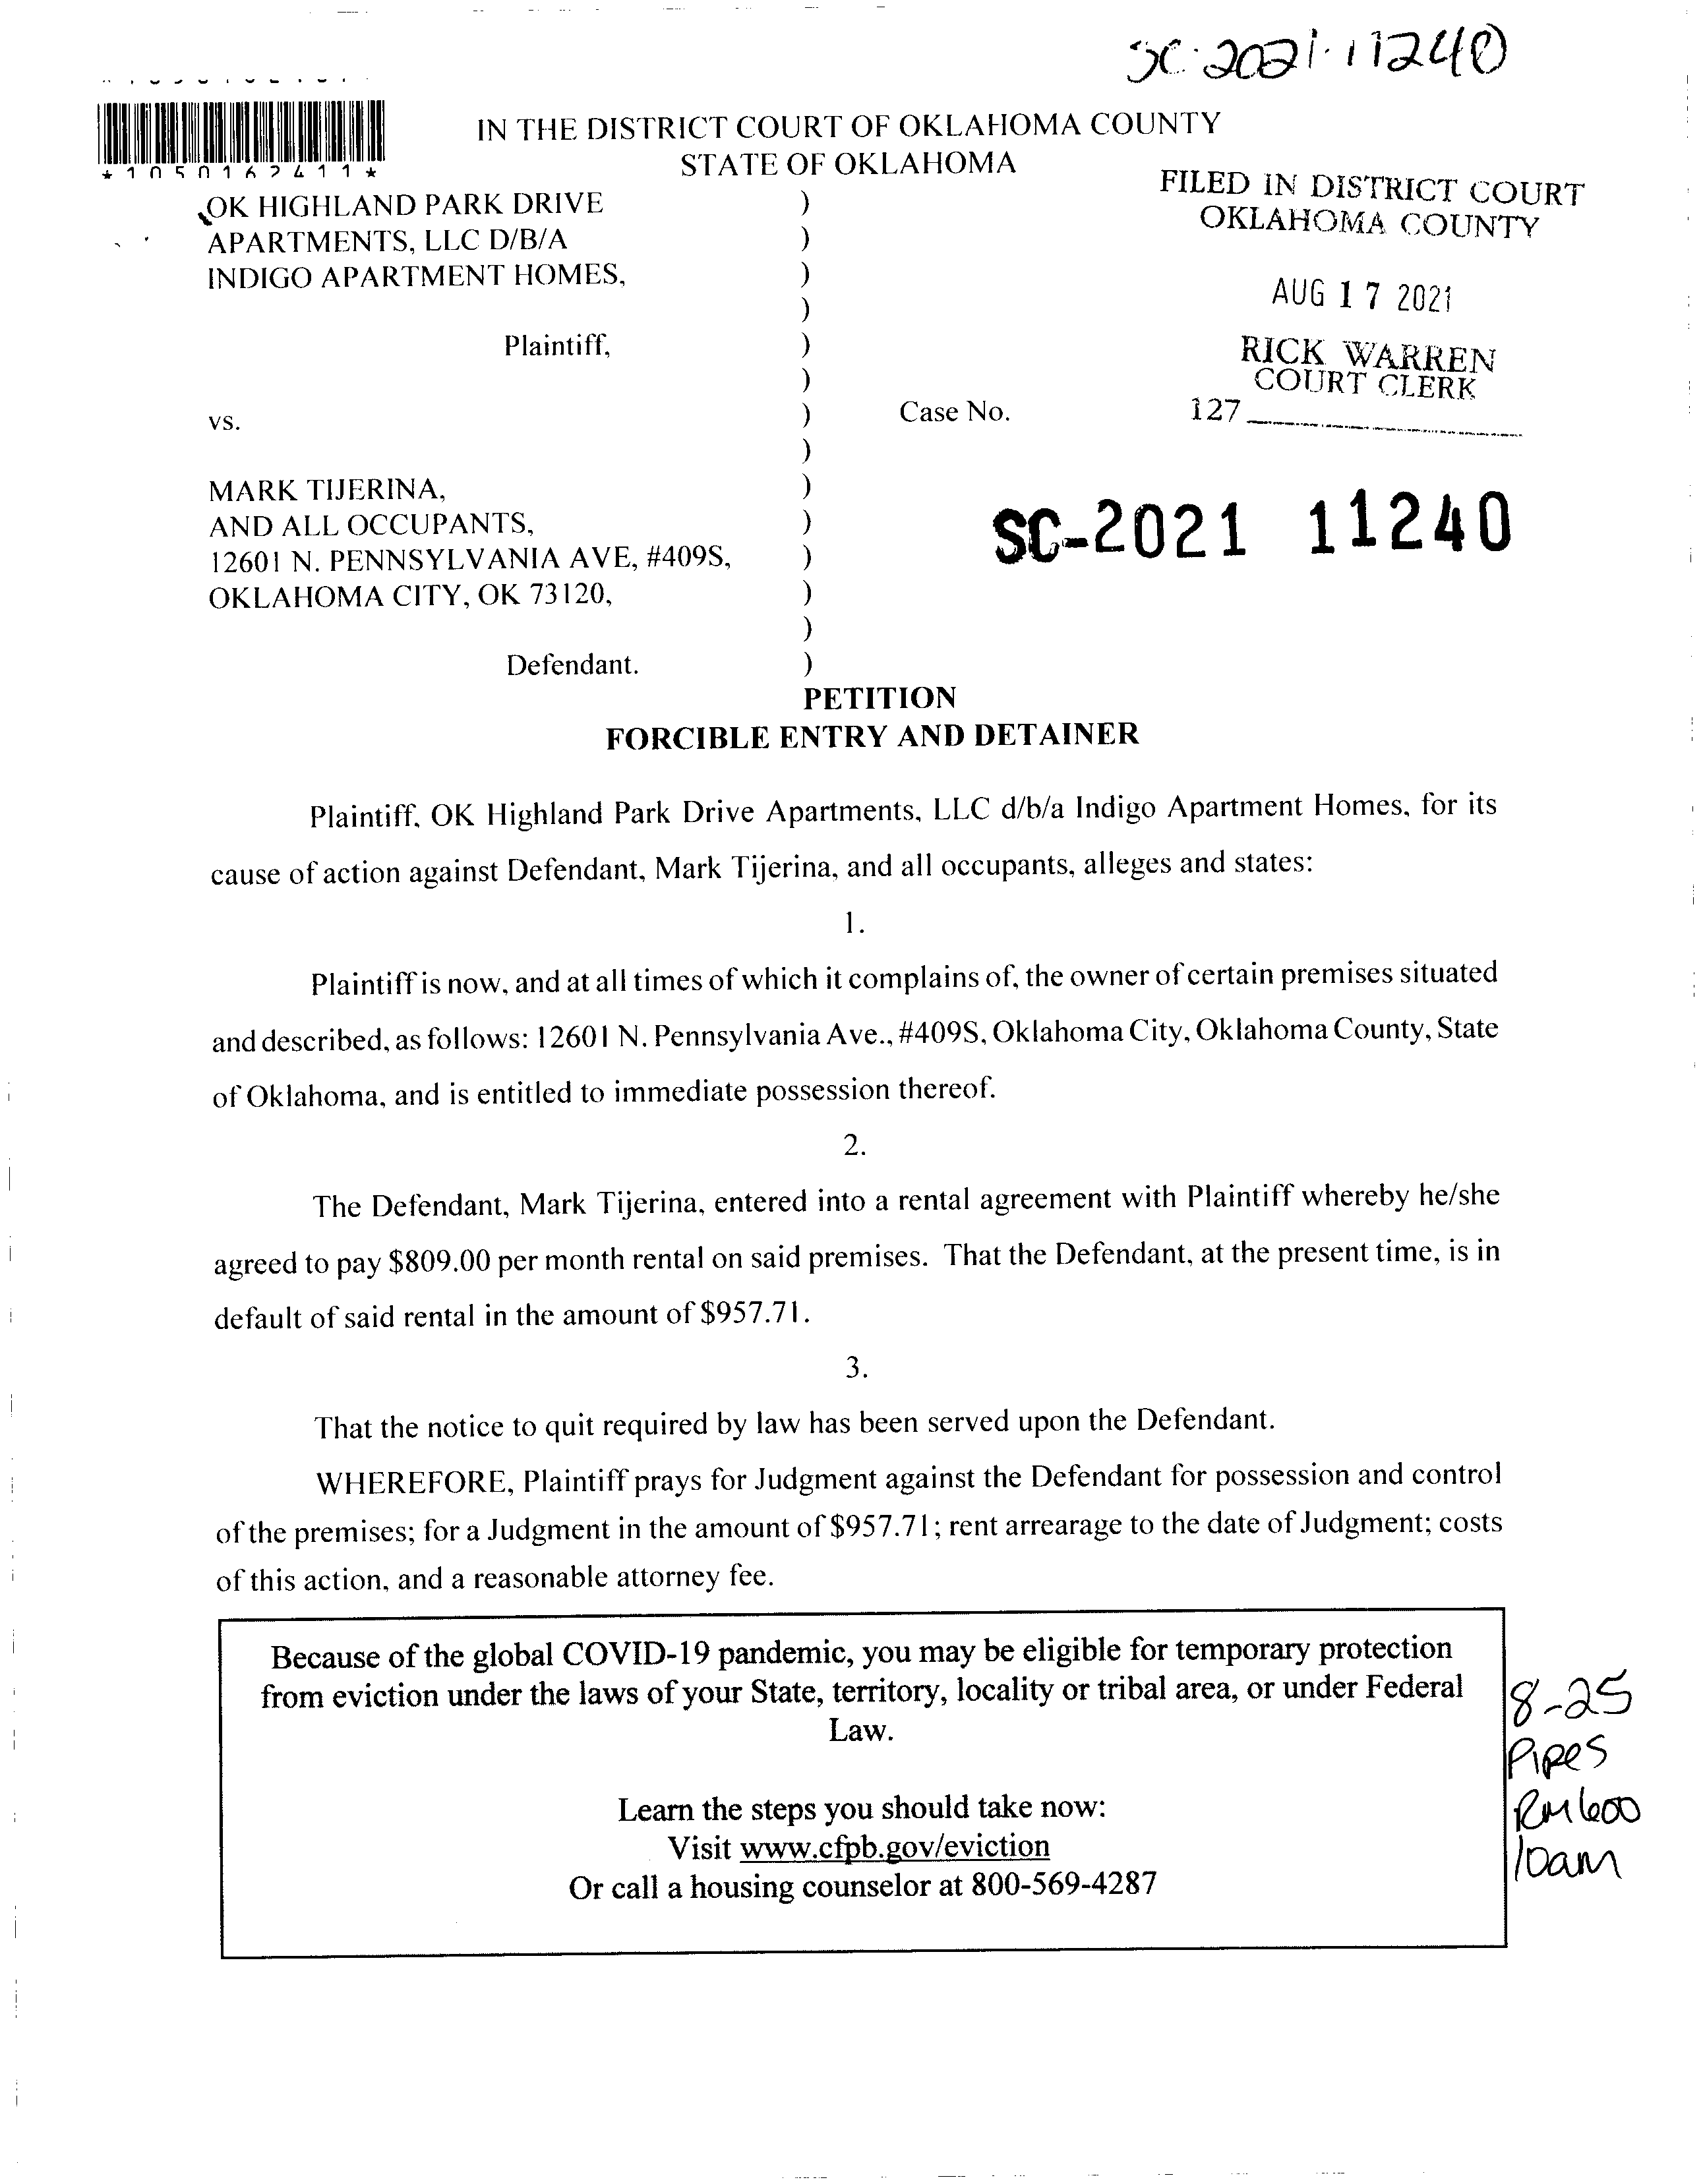 SC-2021-11240
*1050162411*
IN THE DISTRICT COURT OF OKLAHOMA COUNTY
STATE OF OKLAHOMA
FILED IN DISTRICT COURT
OKLAHOMA COUNTY
AUG 17 2021
RICK WARREN
COURT CLERK
127
OK HIGHLAND PARK DRIVE )
APARTMENTS, LLC D/B/A )
INDIGO APARTMENT HOMES, )
)
Plaintiff, )
)
vs. ) Case No.
)
MARK TIJERINA, )
AND ALL OCCUPANTS, ) SC-2021 11240
12601 N. PENNSYLVANIA AVE, #409S, )
OKLAHOMA CITY, OK 73120, )
)
Defendant. )
PETITION
FORCIBLE ENTRY AND DETAINER
Plaintiff, OK Highland Park Drive Apartments, LLC d/b/a Indigo Apartment Homes, for its
cause of action against Defendant, Mark Tijerina, and all occupants, alleges and states:
1.
Plaintiff is now, and at all times of which it complains of, the owner of certain premises situated
and described, as follows: 12601 N. Pennsylvania Ave., #409S, Oklahoma City, Oklahoma County, State
of Oklahoma, and is entitled to immediate possession thereof.
2.
The Defendant, Mark Tijerina, entered into a rental agreement with Plaintiff whereby he/she
agreed to pay $809.00 per month rental on said premises. That the Defendant, at the present time, is in
default of said rental in the amount of $957.71.
3.
That the notice to quit required by law has been served upon the Defendant.
WHEREFORE, Plaintiff prays for Judgment against the Defendant for possession and control
of the premises; for a Judgment in the amount of $957.71; rent arrearage to the date of Judgment; costs
of this action, and a reasonable attorney fee.
Because of the global COVID-19 pandemic, you may be eligible for temporary protection
from eviction under the laws of your State, territory, locality or tribal area, or under Federal
Law.
Learn the steps you should take now:
Visit www.cfpb.gov/eviction
Or call a housing counselor at 800-569-4287
8-25
Pipes
RM 600
10am